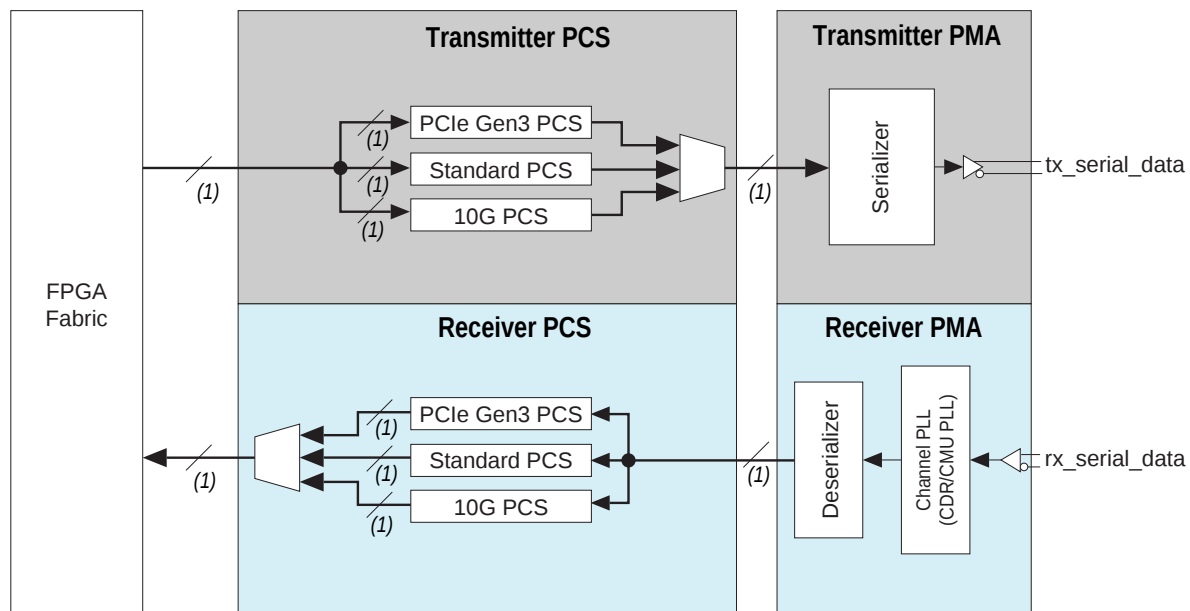 Transmitter PCS
Transmitter PMA
PCIe Gen3 PCS
(1)
Standard PCS
(1)
10G PCS
(1)
(1)
(1)
Serializer
tx_serial_data
FPGA
Fabric
Receiver PCS
Receiver PMA
PCIe Gen3 PCS
(1)
Standard PCS
(1)
10G PCS
(1)
(1)
(1)
Deserializer
Channel PLL
(CDR/CMU PLL)
rx_serial_data